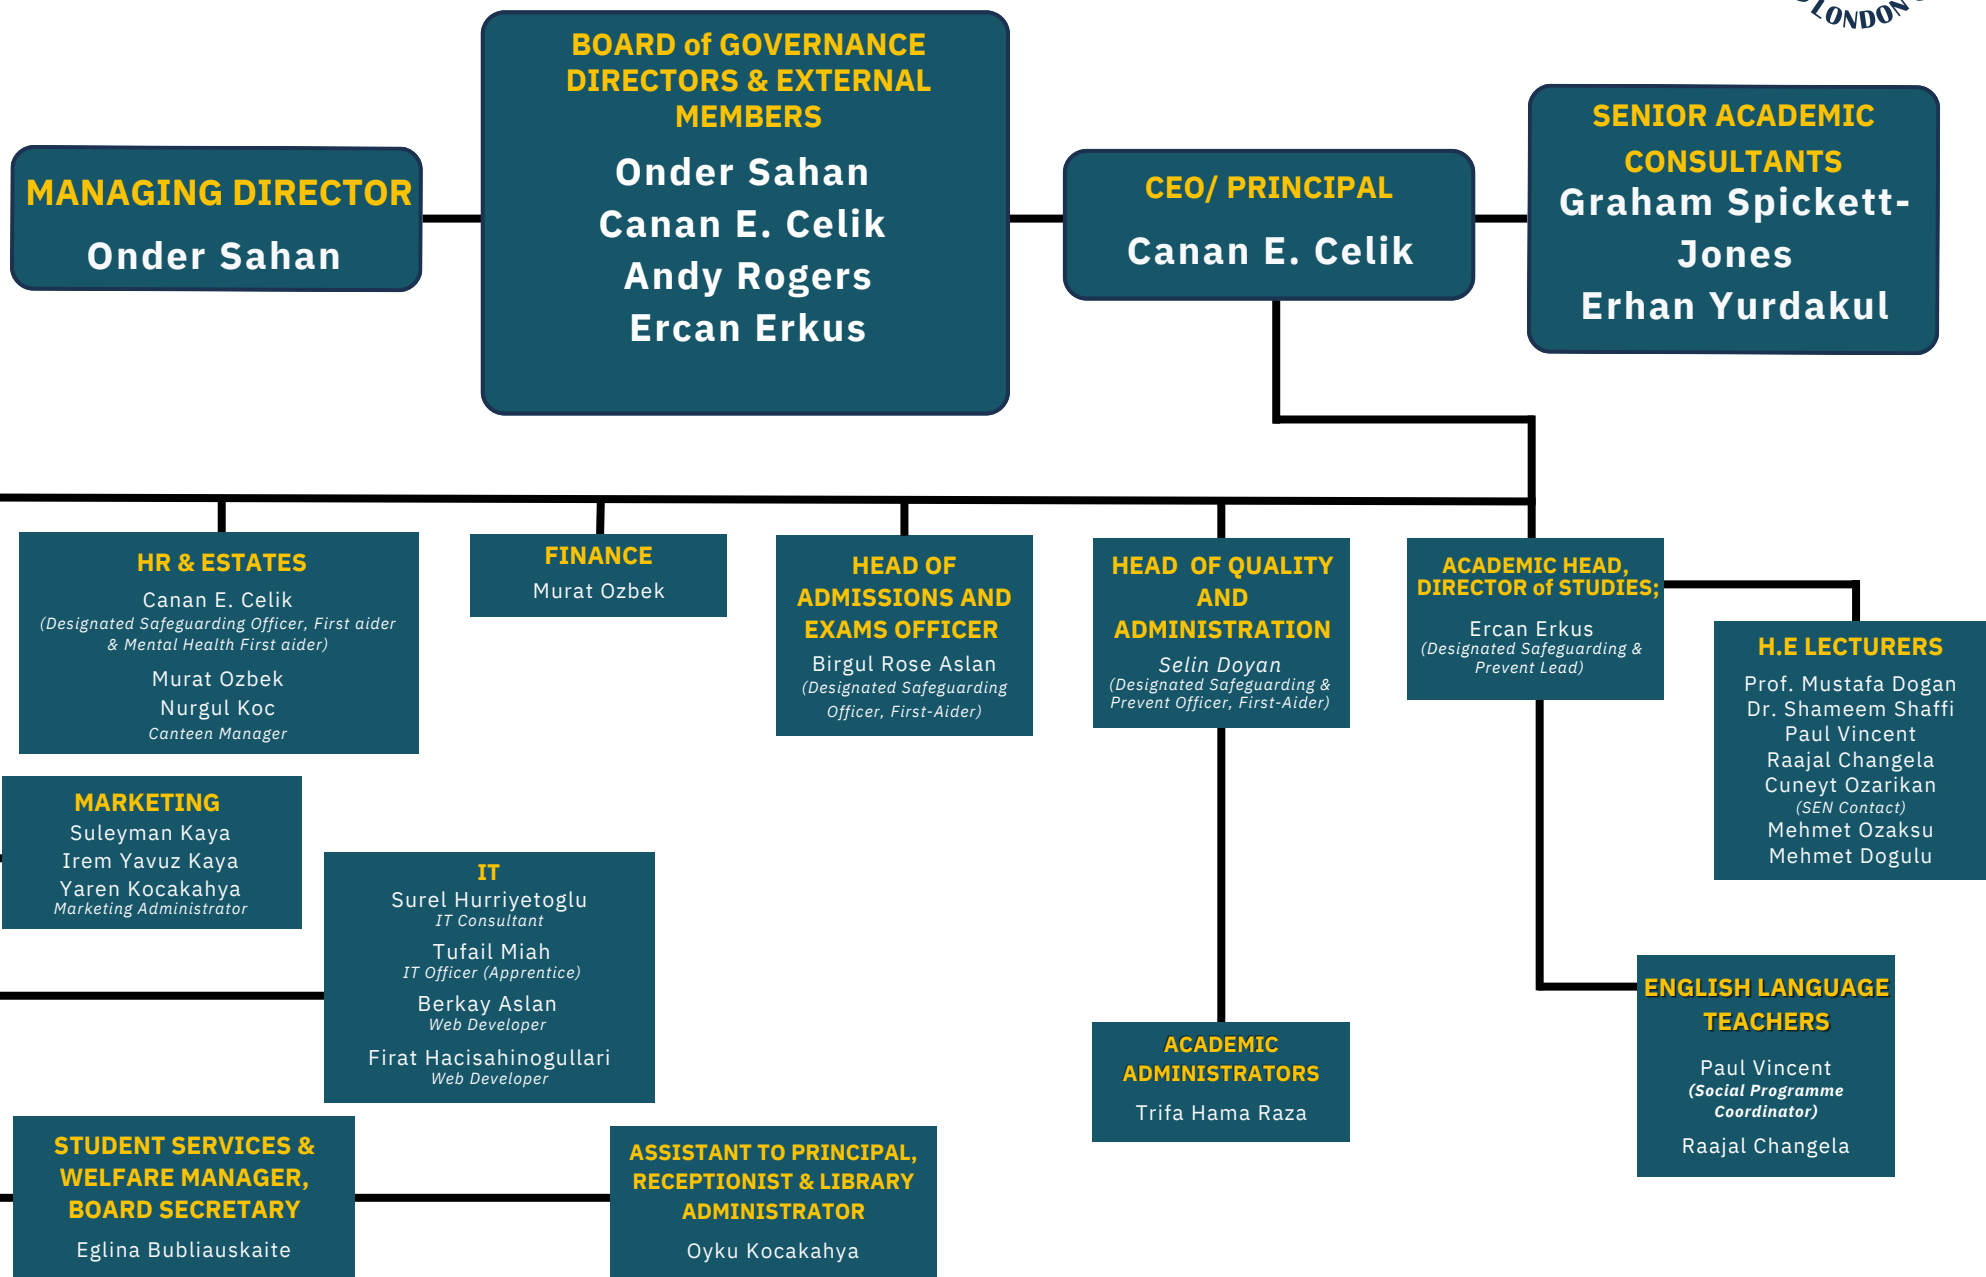 LONDON
BOARD of GOVERNANCE
DIRECTORS & EXTERNAL
MEMBERS
Onder Sahan
Canan E. Celik
Andy Rogers
Ercan Erkus
MANAGING DIRECTOR
Onder Sahan
CEO/ PRINCIPAL
Canan E. Celik
SENIOR ACADEMIC
CONSULTANTS
Graham Spickett-
Jones
Erhan Yurdakul
HR & ESTATES
Canan E. Celik
(Designated Safeguarding Officer, First aider
& Mental Health First aider)
Murat Ozbek
Nurgul Koc
Canteen Manager
FINANCE
Murat Ozbek
HEAD OF
ADMISSIONS AND
EXAMS OFFICER
Birgul Rose Aslan
(Designated Safeguarding
Officer, First-Aider)
HEAD OF QUALITY
AND
ADMINISTRATION
Selin Doyan
(Designated Safeguarding &
Prevent Officer, First-Aider)
ACADEMIC HEAD,
DIRECTOR of STUDIES;
Ercan Erkus
(Designated Safeguarding &
Prevent Lead)
H.E LECTURERS
Prof. Mustafa Dogan
Dr. Shameem Shaffi
Paul Vincent
Raajal Changela
Cuneyt Ozarikan
(SEN Contact)
Mehmet Ozaksu
Mehmet Dogulu
MARKETING
Suleyman Kaya
Irem Yavuz Kaya
Yaren Kocakahya
Marketing Administrator
IT
Surel Hurriyetoglu
IT Consultant
Tufail Miah
IT Officer (Apprentice)
Berkay Aslan
Web Developer
Firat Hacisahinogullari
Web Developer
ENGLISH LANGUAGE
TEACHERS
Paul Vincent
(Social Programme
Coordinator)
Raajal Changela
ACADEMIC
ADMINISTRATORS
Trifa Hama Raza
STUDENT SERVICES &
WELFARE MANAGER,
BOARD SECRETARY
Eglina Bubliauskaite
ASSISTANT TO PRINCIPAL,
RECEPTIONIST & LIBRARY
ADMINISTRATOR
Oyku Kocakahya